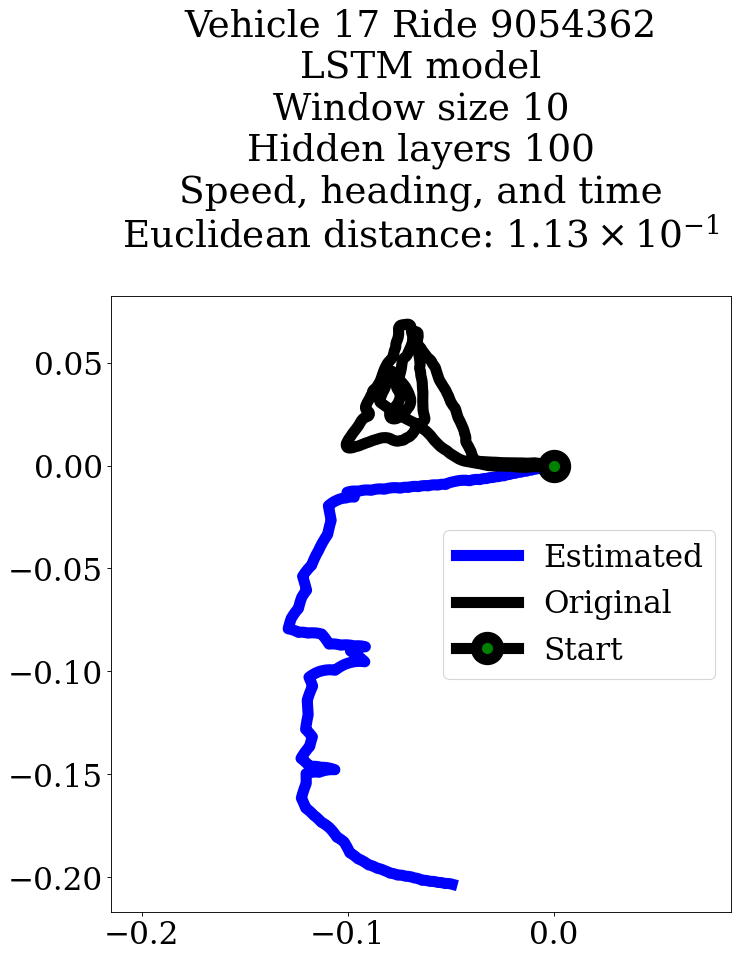 Vehicle 17 Ride 9054362
LSTM model
Window size 10
Hidden layers 100
Speed, heading, and time
Euclidean distance: 1.13 × 10⁻¹
0.05
0.00
−0.05
−0.10
−0.15
−0.20
Estimated
Original
Start
−0.2
−0.1
0.0